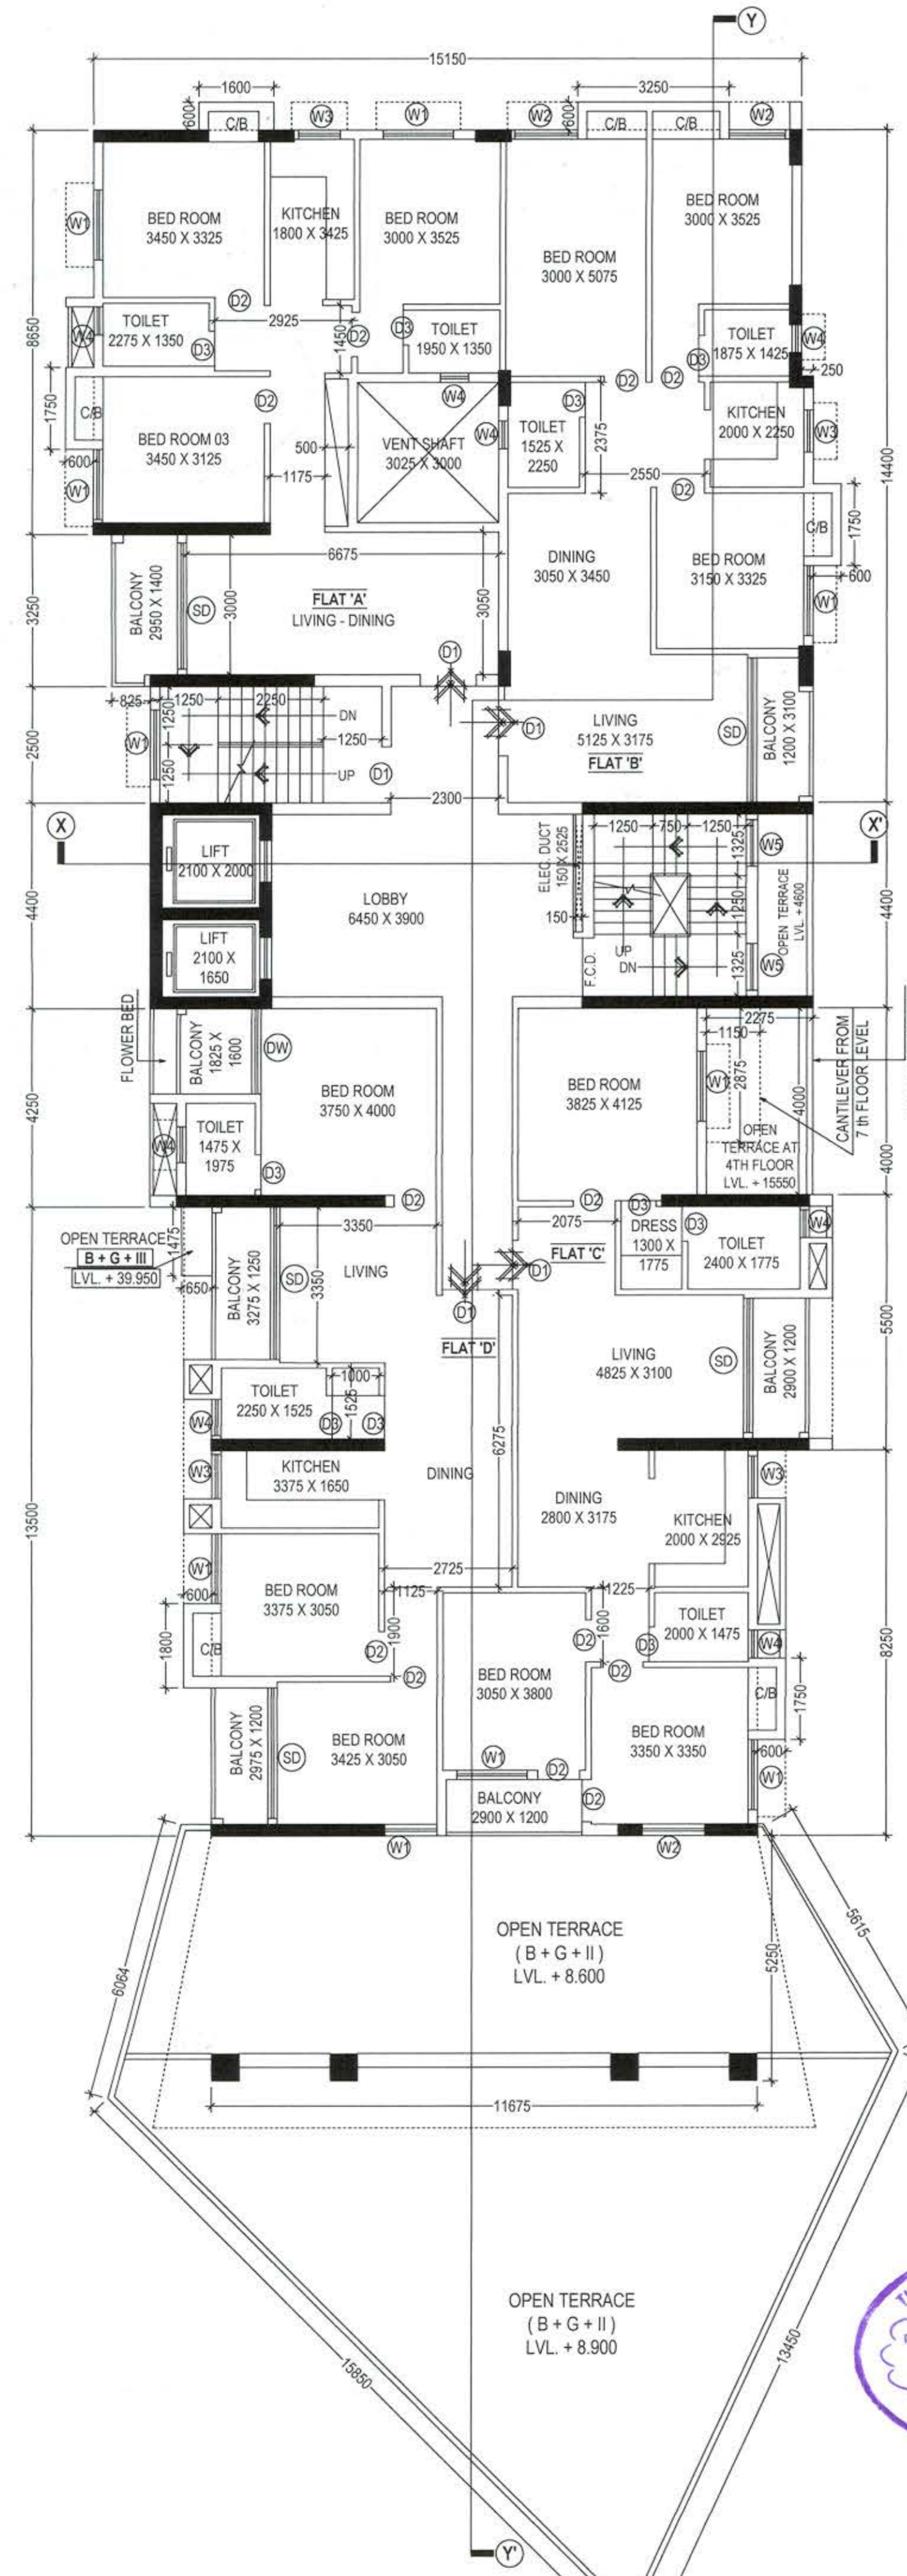 Y
15150
1600
3250
600
C/B
W3
W1
W2
600
C/B
C/B
W2
BED ROOM
3450 X 3325
KITCHEN
1800 X 3425
BED ROOM
3000 X 3525
BED ROOM
3000 X 5075
BED ROOM
3000 X 3525
W1
8650
14400
D2
2925
D2
1450
D3
TOILET
2275 X 1350
W4
D3
TOILET
1950 X 1350
TOILET
1875 X 1425
W4
D3
250
1750
C/B
D2
W4
D2
D2
D3
BED ROOM 03
3450 X 3125
500
VENT SHAFT
3025 X 3000
W4
TOILET
1525 X
2250
2375
KITCHEN
2000 X 2250
W3
600
W1
1175
2550
D2
C/B
1750
6675
DINING
3050 X 3450
BED ROOM
3150 X 3325
600
W1
3250
BALCONY
2950 X 1400
SD
3000
FLAT 'A'
LIVING - DINING
3050
D1
825
1250
2250
1250
DN
1250
W1
1250
UP
D1
D1
LIVING
5125 X 3175
FLAT 'B'
SD
BALCONY
1200 X 3100
2500
2300
X
X'
LIFT
2100 X 2000
LOBBY
6450 X 3900
ELEC. DUCT
150 X 2525
1250
750
1250
1325
W5
OPEN TERRACE
LVL. + 4600
1250
150
F.C.D.
UP
DN
1325
W5
4400
4400
LIFT
2100 X
1650
FLOWER BED
BALCONY
1825 X
1600
DW
BED ROOM
3750 X 4000
BED ROOM
3825 X 4125
2275
1150
W1
2875
4000
OPEN
TERRACE AT
4TH FLOOR
LVL. + 15550
CANTILEVER FROM
7 th FLOOR LEVEL
4250
4000
W4
TOILET
1475 X
1975
D3
D2
D2
D3
OPEN TERRACE
B + G + III
LVL. + 39.950
1475
650
BALCONY
3275 X 1250
SD
3350
3350
LIVING
2075
FLAT 'C'
D1
D1
DRESS
1300 X
1775
D3
TOILET
2400 X 1775
W4
FLAT 'D'
LIVING
4825 X 3100
SD
BALCONY
2900 X 1200
5500
TOILET
2250 X 1525
1000
1525
D3
D3
W4
6275
W3
KITCHEN
3375 X 1650
DINING
DINING
2800 X 3175
KITCHEN
2000 X 2925
W3
13500
2725
W1
600
BED ROOM
3375 X 3050
1125
1900
1225
1600
TOILET
2000 X 1475
1800
C/B
D2
D2
BED ROOM
3050 X 3800
D2
D2
D3
W4
C/B
1750
8250
BALCONY
2975 X 1200
SD
BED ROOM
3425 X 3050
W1
D2
BED ROOM
3350 X 3350
600
W1
BALCONY
2900 X 1200
D2
W1
W2
6064
OPEN TERRACE
( B + G + II )
LVL. + 8.600
5250
5615
11675
OPEN TERRACE
( B + G + II )
LVL. + 8.900
15850
13450
Y'